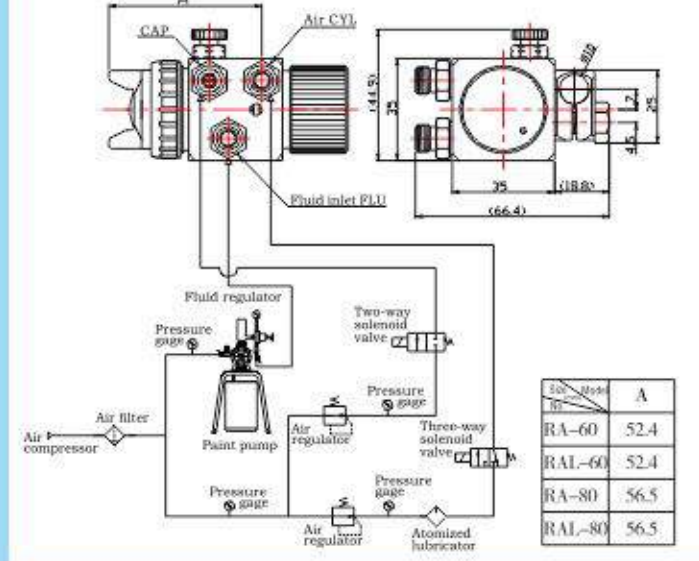 A
CAP
Air CYL
Fluid inlet FLU
(44.9)
35
35
(18.8)
(66.4)
25
4.5
G
Fluid regulator
Pressure
gage
Two-way
solenoid
valve
Air filter
Air
compressor
Paint pump
Pressure
gage
Air
regulator
Three-way
solenoid
valve
Pressure
gage
Pressure
gage
Air
regulator
Atomized
lubricator
Size Model
No
A
RA-60 52.4
RAL-60 52.4
RA-80 56.5
RAL-80 56.5